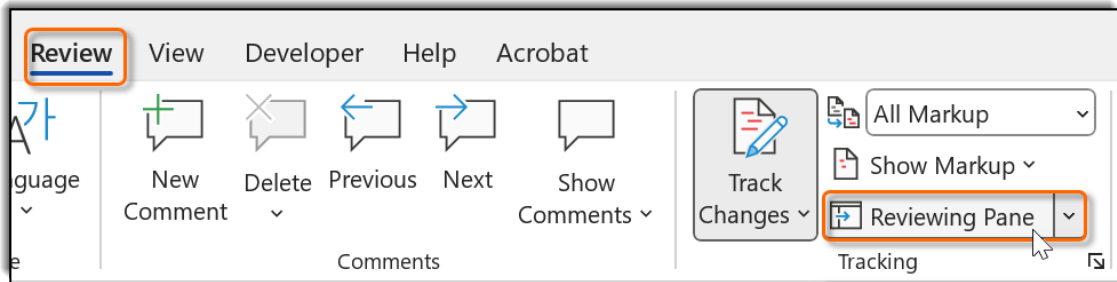 Review View Developer Help Acrobat
All Markup
Show Markup
New Delete Previous Next Show Track
Comment Comments Changes Reviewing Pane
Comments Tracking